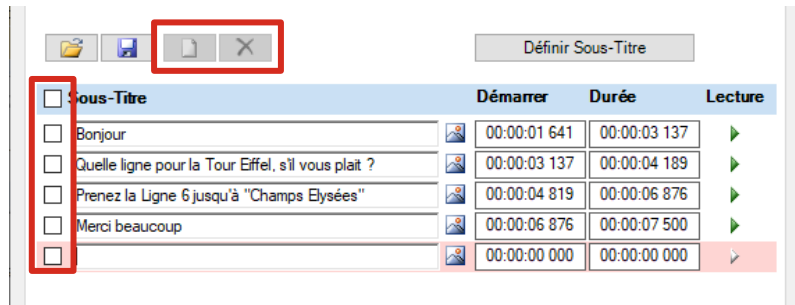 Définir Sous-Titre
Sous-Titre Démarrer Durée Lecture
Bonjour 00:00:01 641 00:00:03 137
Quelle ligne pour la Tour Eiffel, s'il vous plait ? 00:00:03 137 00:00:04 189
Prenez la Ligne 6 jusqu'à "Champs Elysées" 00:00:04 819 00:00:06 876
Merci beaucoup 00:00:06 876 00:00:07 500
00:00:00 000 00:00:00 000